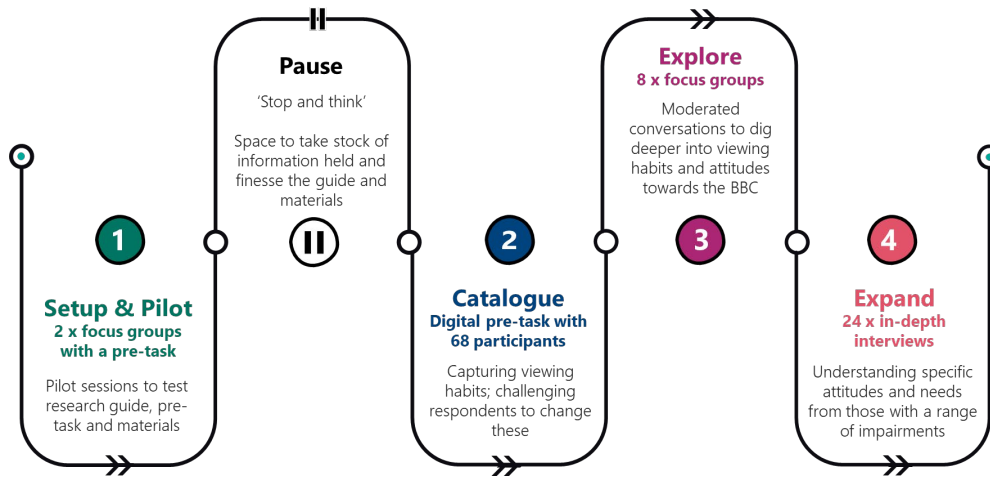 1
Setup & Pilot
2 x focus groups
with a pre-task
Pilot sessions to test
research guide, pre-
task and materials
Pause
‘Stop and think’
Space to take stock of
information held and
finesse the guide and
materials
2
Catalogue
Digital pre-task with
68 participants
Capturing viewing
habits; challenging
respondents to change
these
Explore
8 x focus groups
Moderated
conversations to dig
deeper into viewing
habits and attitudes
towards the BBC
3
4
Expand
24 x in-depth
interviews
Understanding specific
attitudes and needs
from those with a range
of impairments